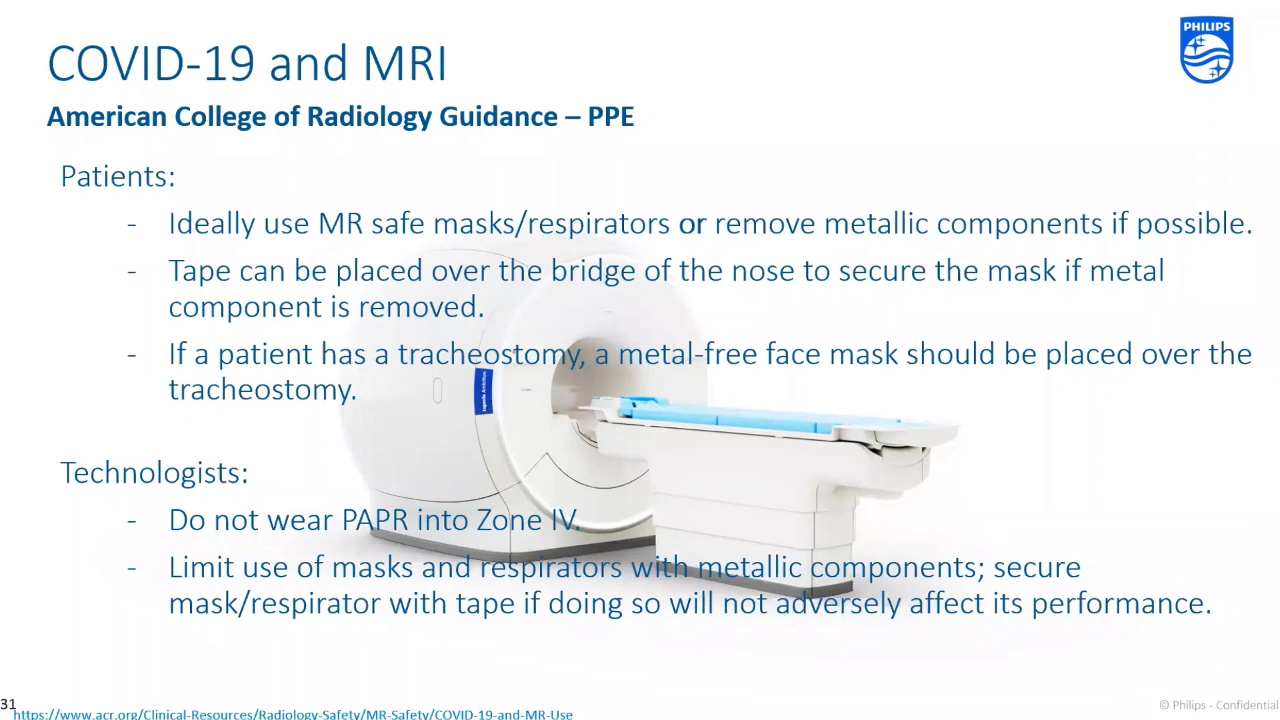 COVID-19 and MRI
PHILIPS
American College of Radiology Guidance – PPE
Patients:
- Ideally use MR safe masks/respirators or remove metallic components if possible.
- Tape can be placed over the bridge of the nose to secure the mask if metal
component is removed.
- If a patient has a tracheostomy, a metal-free face mask should be placed over the
tracheostomy.
Ingenia Ambition
Technologists:
- Do not wear PAPR into Zone IV.
- Limit use of masks and respirators with metallic components; secure
mask/respirator with tape if doing so will not adversely affect its performance.
31
https://www.acr.org/Clinical-Resources/Radiology-Safety/MR-Safety/COVID-19-and-MR-Use
© Philips - Confidential